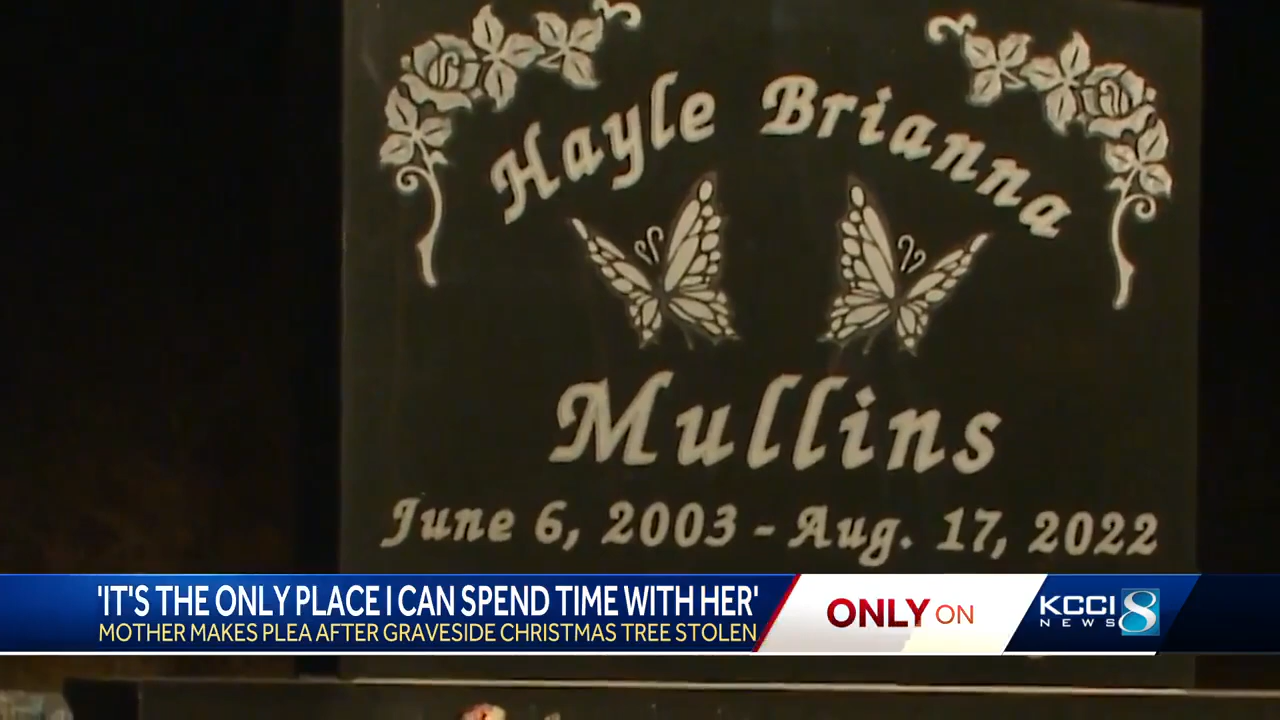 Hayle Brianna
Mullins
June 6, 2003 - Aug. 17, 2022
'IT'S THE ONLY PLACE I CAN SPEND TIME WITH HER'
MOTHER MAKES PLEA AFTER GRAVESIDE CHRISTMAS TREE STOLEN
ONLY ON
KCCI 8
NEWS